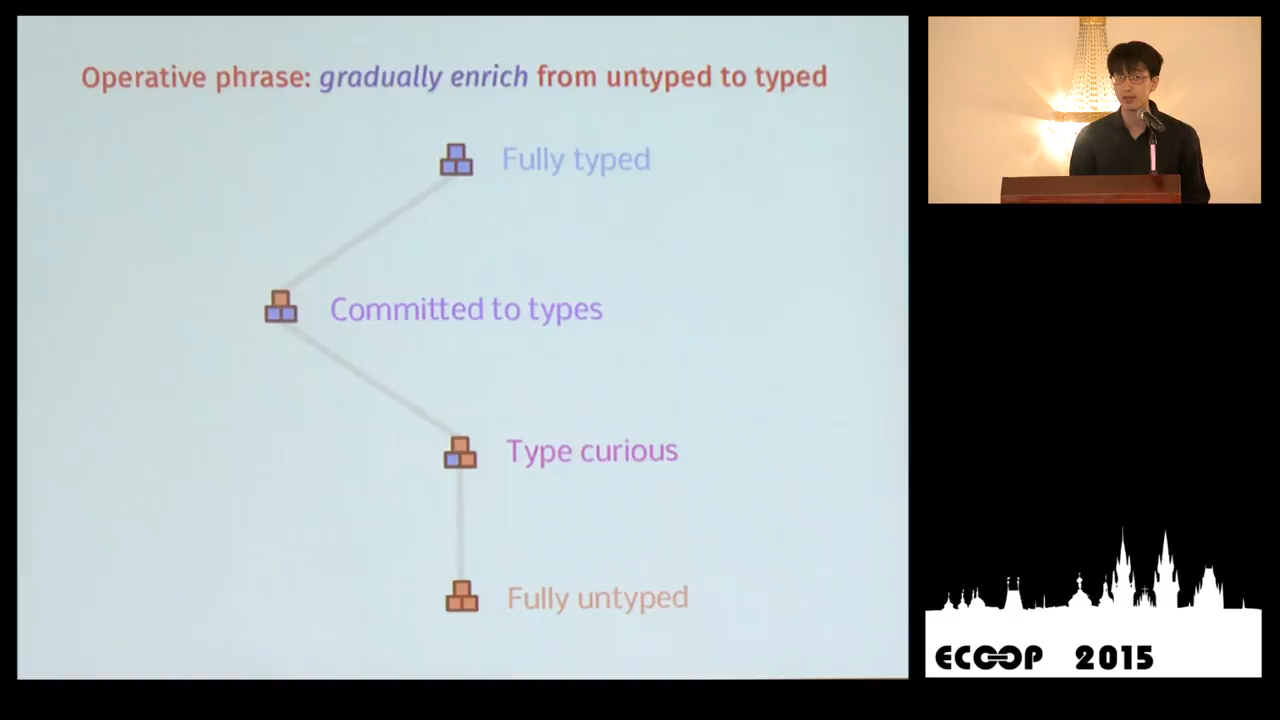 Operative phrase: gradually enrich from untyped to typed
Fully typed
Committed to types
Type curious
Fully untyped
ECOOP 2015